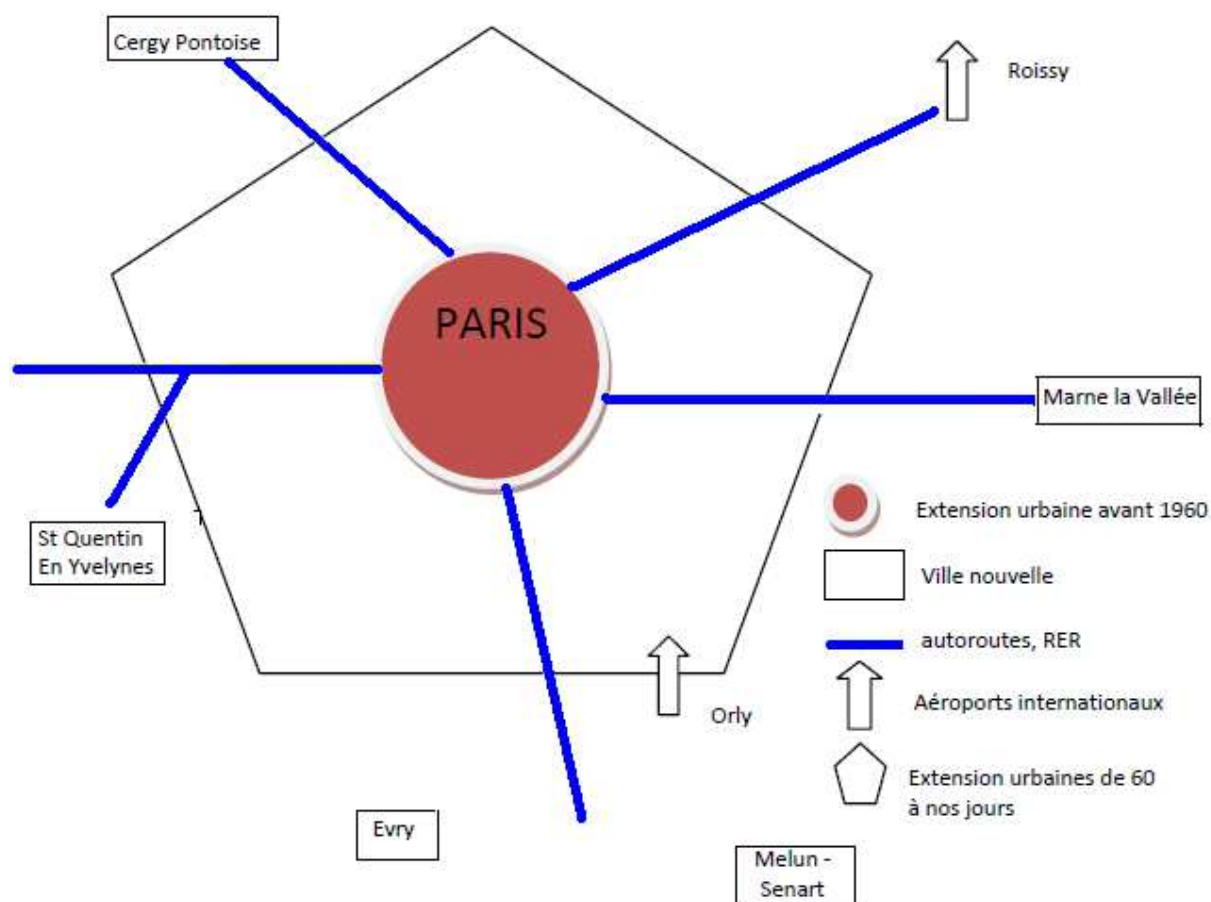 Cergy Pontoise
Roissy
PARIS
Marne la Vallée
St Quentin
En Yvelynes
Extension urbaine avant 1960
Ville nouvelle
autoroutes, RER
Aéroports internationaux
Orly
Extension urbaines de 60
à nos jours
Evry
Melun -
Senart